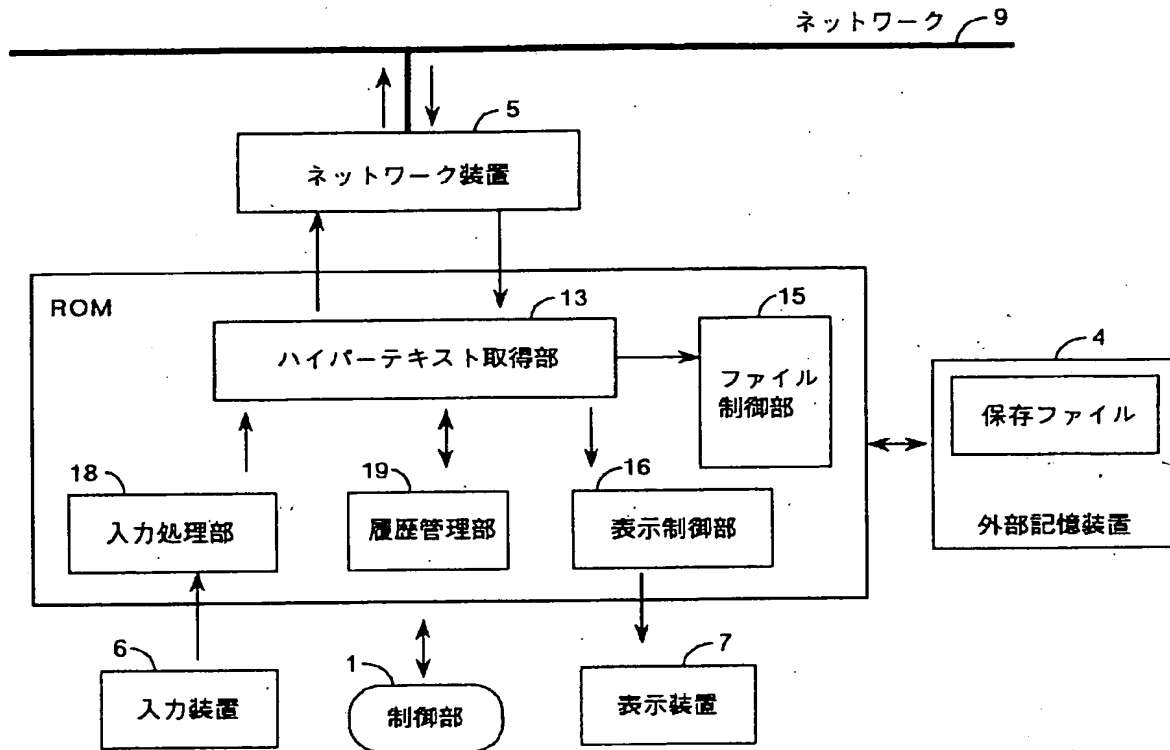 ネットワーク 9
5
ネットワーク装置
ROM
13
ハイパーテキスト取得部
15
ファイル
制御部
4
保存ファイル
外部記憶装置
18
入力処理部
19
履歴管理部
16
表示制御部
6
入力装置
1
制御部
7
表示装置